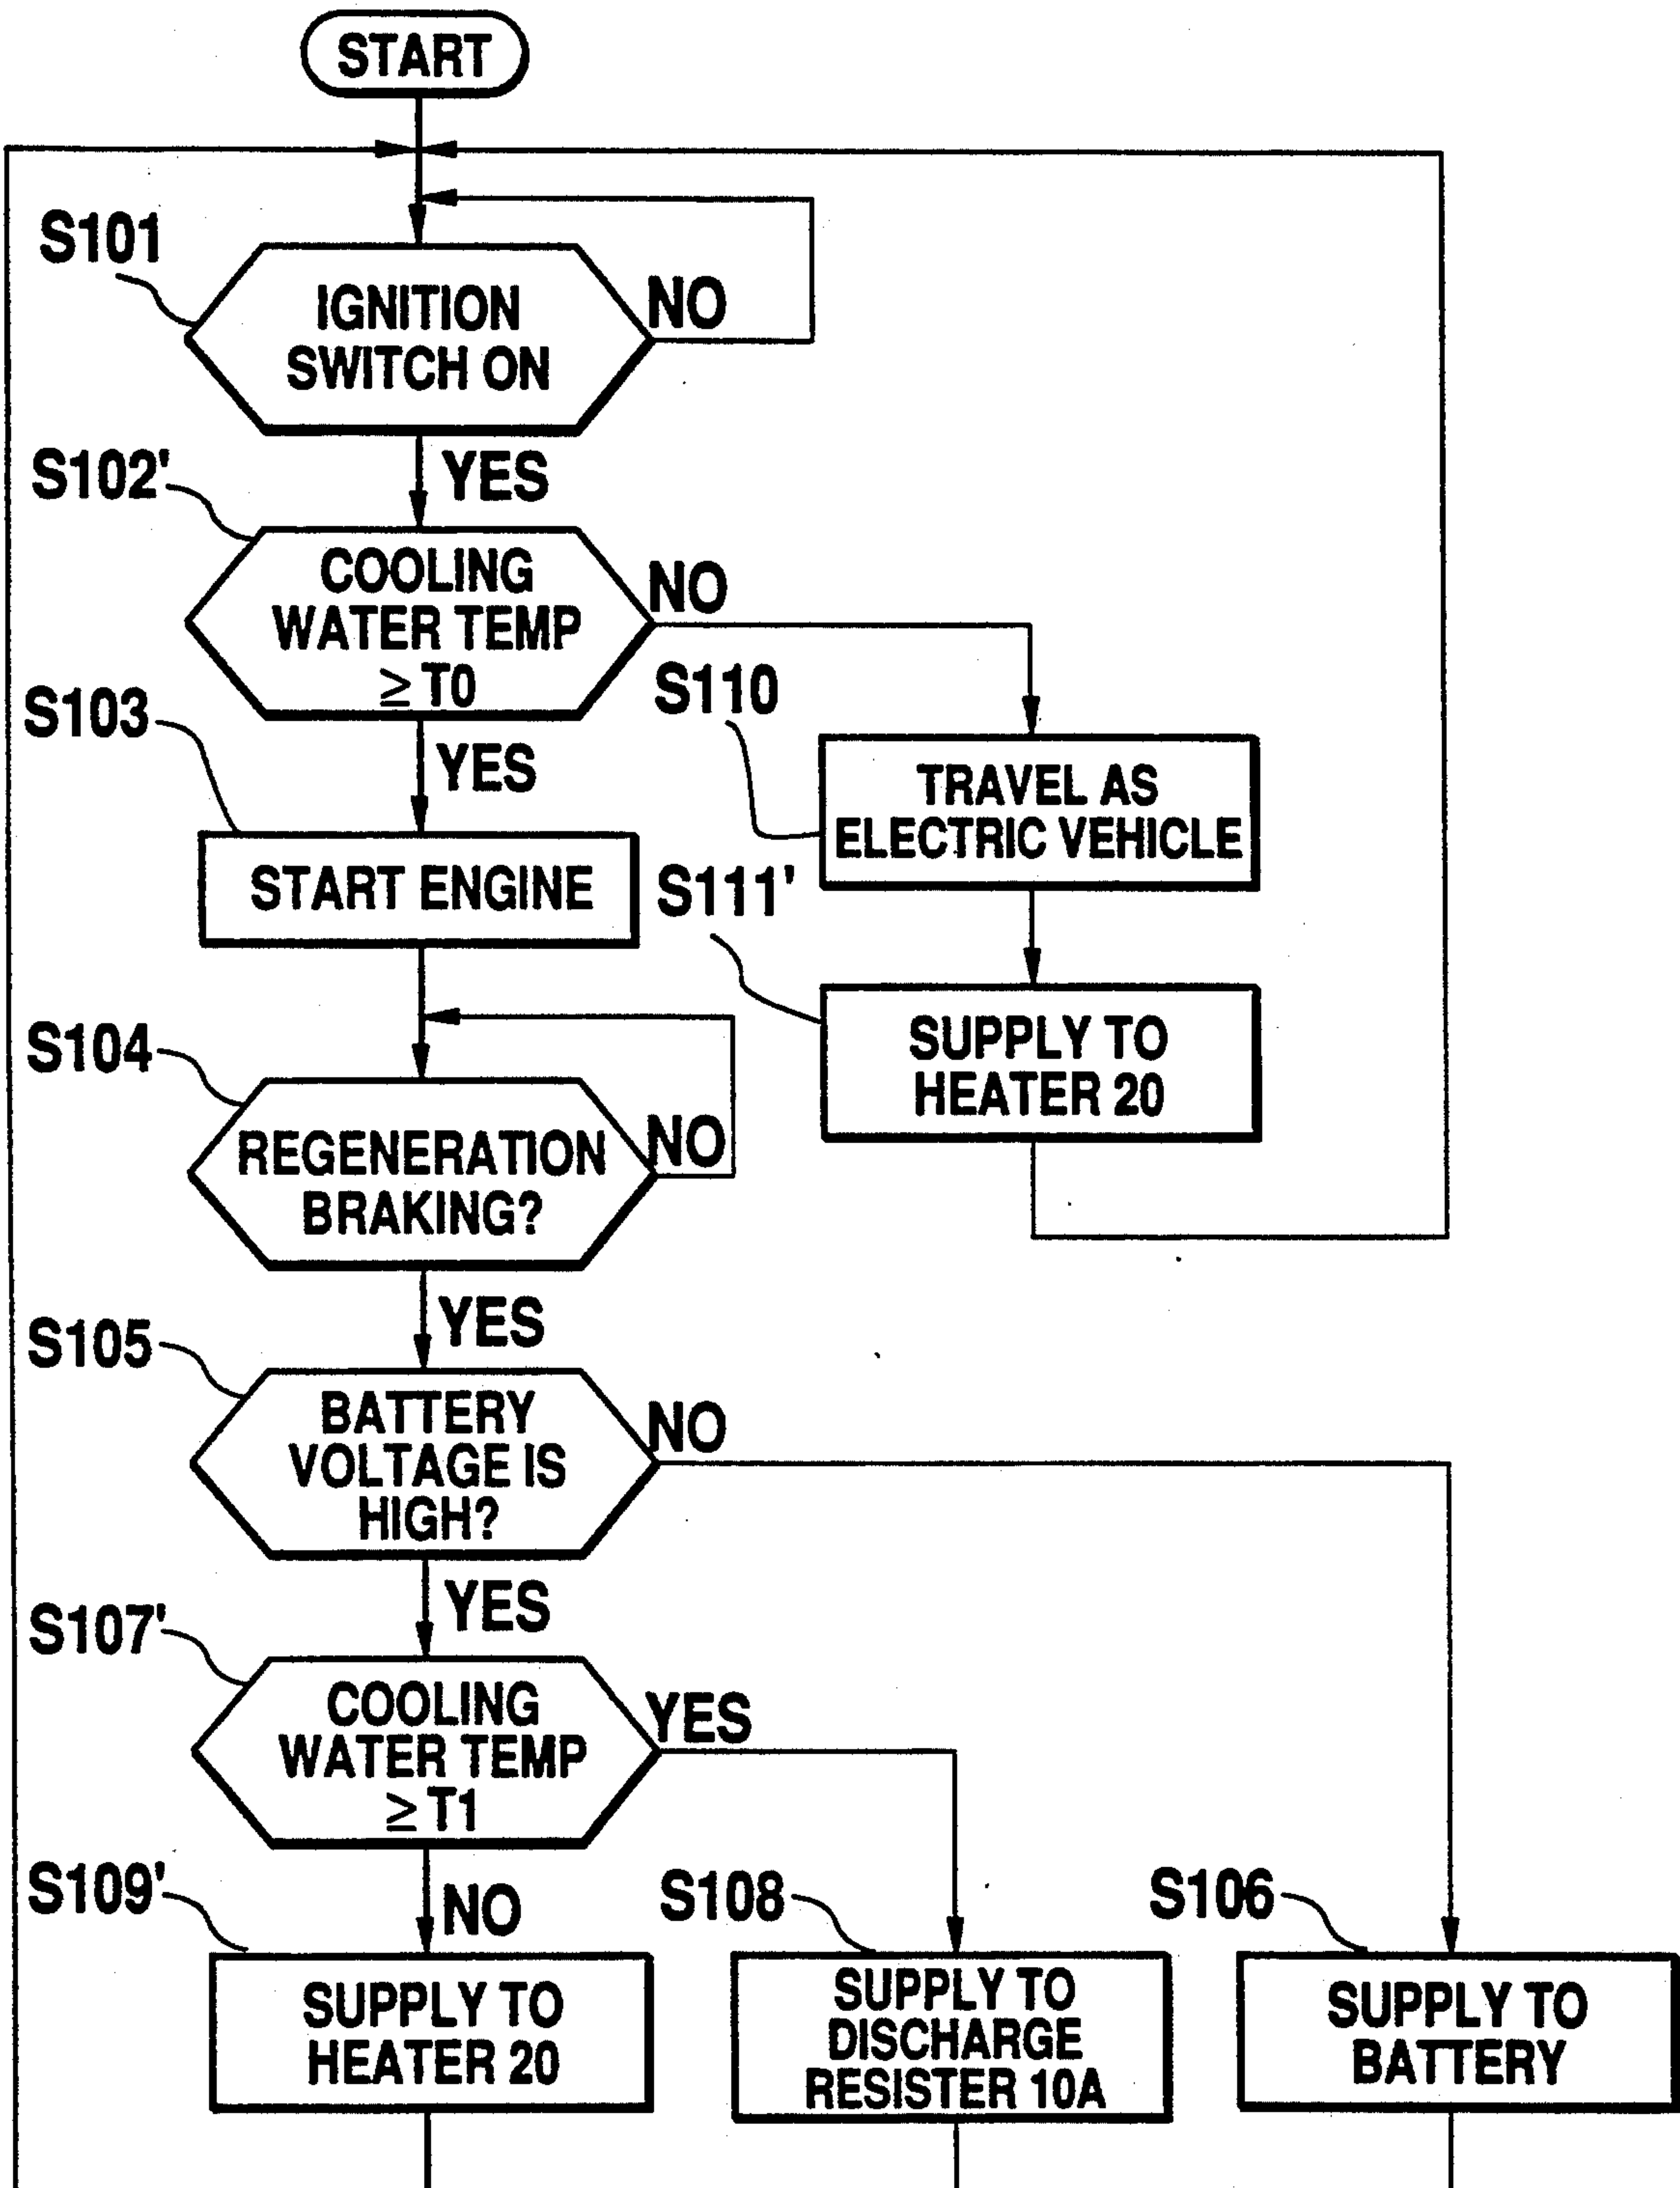 START
S101
IGNITION
SWITCH ON
NO
YES
S102'
COOLING
WATER TEMP
≥ T0
NO
YES
S103
START ENGINE
S110
TRAVEL AS
ELECTRIC VEHICLE
S111'
SUPPLY TO
HEATER 20
S104
REGENERATION
BRAKING?
NO
YES
S105
BATTERY
VOLTAGE IS
HIGH?
NO
YES
S107'
COOLING
WATER TEMP
≥ T1
YES
NO
S109'
SUPPLY TO
HEATER 20
S108
SUPPLY TO
DISCHARGE
RESISTER 10A
S106
SUPPLY TO
BATTERY